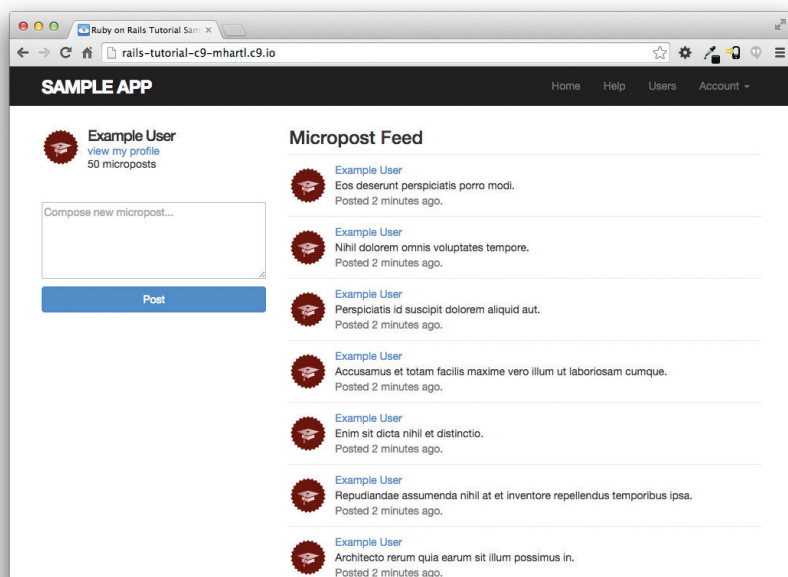 Ruby on Rails Tutorial Sam
rails-tutorial-c9-mhartl.c9.io
SAMPLE APP
Home Help Users Account
Example User
view my profile
50 microposts
Compose new micropost...
Post
Micropost Feed
Example User
Eos deserunt perspiciatis porro modi.
Posted 2 minutes ago.
Example User
Nihil dolorem omnis voluptates tempore.
Posted 2 minutes ago.
Example User
Perspiciatis id suscipit dolorem aliquid aut.
Posted 2 minutes ago.
Example User
Accusamus et totam facilis maxime vero illum ut laboriosam cumque.
Posted 2 minutes ago.
Example User
Enim sit dicta nihil et distinctio.
Posted 2 minutes ago.
Example User
Repudiandae assumenda nihil at et inventore repellendus temporibus ipsa.
Posted 2 minutes ago.
Example User
Architecto rerum quia earum sit illum possimus in.
Posted 2 minutes ago.